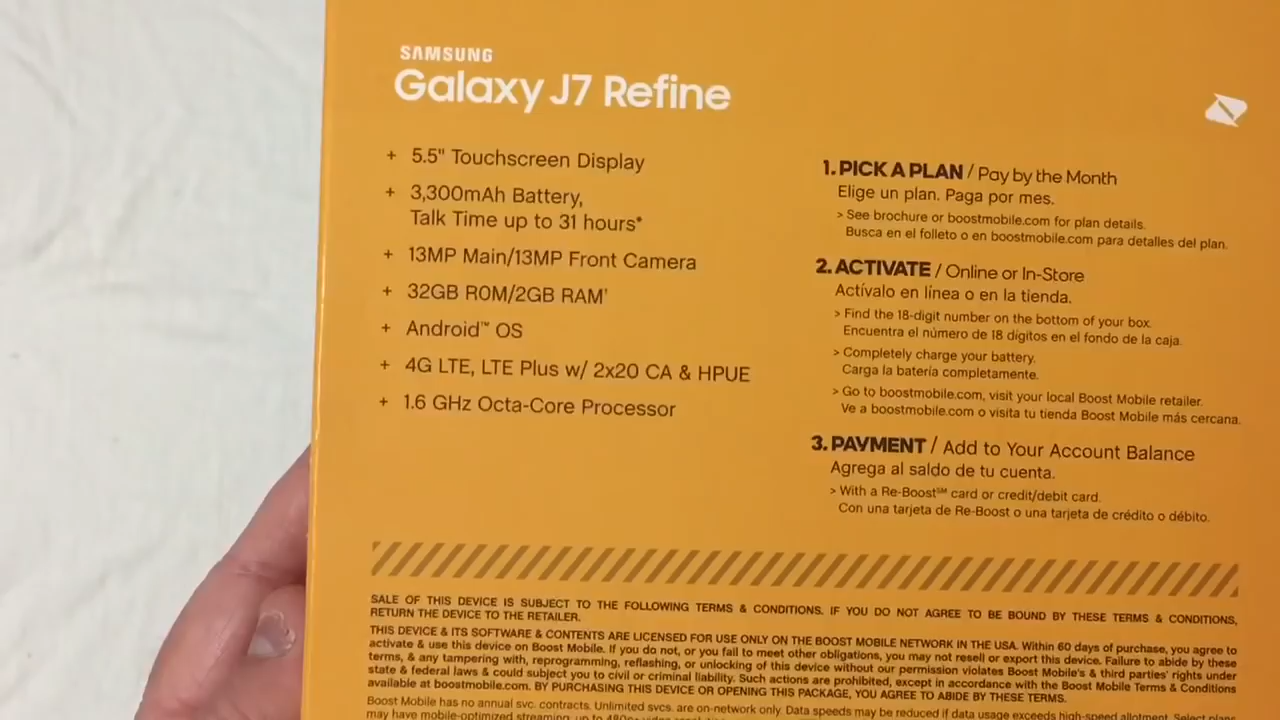 SAMSUNG
Galaxy J7 Refine
+ 5.5" Touchscreen Display
+ 3,300mAh Battery,
Talk Time up to 31 hours*
+ 13MP Main/13MP Front Camera
+ 32GB ROM/2GB RAM†
+ Android™ OS
+ 4G LTE, LTE Plus w/ 2x20 CA & HPUE
+ 1.6 GHz Octa-Core Processor
1. PICK A PLAN / Pay by the Month
Elige un plan. Paga por mes.
> See brochure or boostmobile.com for plan details.
Busca en el folleto o en boostmobile.com para detalles del plan.
2. ACTIVATE / Online or In-Store
Actívalo en línea o en la tienda.
> Find the 18-digit number on the bottom of your box.
Encuentra el número de 18 dígitos en el fondo de la caja.
> Completely charge your battery.
Carga la batería completamente.
> Go to boostmobile.com, visit your local Boost Mobile retailer.
Ve a boostmobile.com o visita tu tienda Boost Mobile más cercana.
3. PAYMENT / Add to Your Account Balance
Agrega al saldo de tu cuenta.
> With a Re-Boost℠ card or credit/debit card.
Con una tarjeta de Re-Boost o una tarjeta de crédito o débito.
SALE OF THIS DEVICE IS SUBJECT TO THE FOLLOWING TERMS & CONDITIONS. IF YOU DO NOT AGREE TO BE BOUND BY THESE TERMS & CONDITIONS,
RETURN THE DEVICE TO THE RETAILER.
THIS DEVICE & ITS SOFTWARE & CONTENTS ARE LICENSED FOR USE ONLY ON THE BOOST MOBILE NETWORK IN THE USA. Within 60 days of purchase, you agree to
activate & use this device on Boost Mobile. If you do not, or you fail to meet other obligations, you may not resell or export this device. Failure to abide by these
terms, & any tampering with, reprogramming, reflashing, or unlocking of this device without our permission violates Boost Mobile's & third parties' rights under
state & federal laws & could subject you to civil or criminal liability. Such actions are prohibited, except in accordance with the Boost Mobile Terms & Conditions
available at boostmobile.com. BY PURCHASING THIS DEVICE OR OPENING THIS PACKAGE, YOU AGREE TO ABIDE BY THESE TERMS.
Boost Mobile has no annual svc. contracts. Unlimited svcs. are on-network only. Data speeds may be reduced if data usage exceeds high-speed allotment. Select plans
may have mobile-optimized streaming, up to 480p+